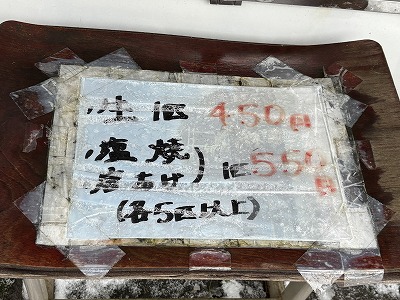 生 1匹 450円
塩焼
唐あげ) 1匹 550円
(各5匹以上)